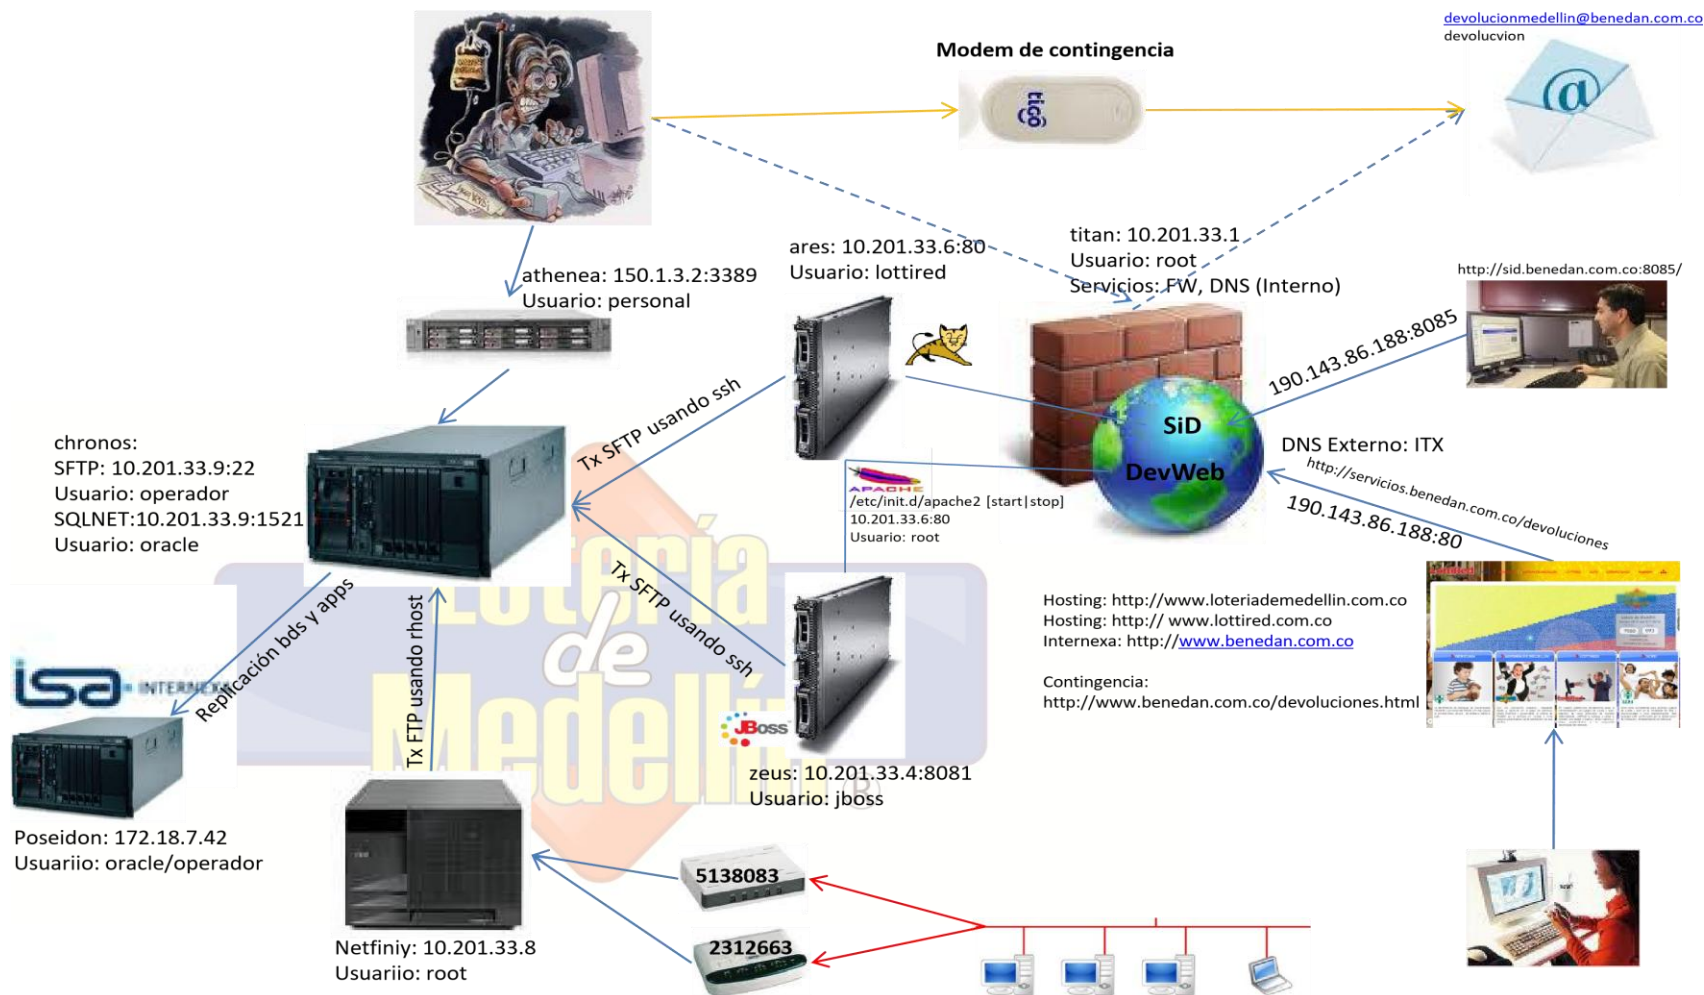 devolucionmedellin@benedan.com.co
devolucvion
Modem de contingencia
tigo
@
titan: 10.201.33.1
Usuario: root
Servicios: FW, DNS (Interno)
ares: 10.201.33.6:80
Usuario: lottired
athenea: 150.1.3.2:3389
Usuario: personal
http://sid.benedan.com.co:8085/
190.143.86.188:8085
SiD
DevWeb
DNS Externo: ITX
http://servicios.benedan.com.co/devoluciones
190.143.86.188:80
Tx SFTP usando ssh
chronos:
SFTP: 10.201.33.9:22
Usuario: operador
SQLNET:10.201.33.9:1521
Usuario: oracle
APACHE
/etc/init.d/apache2 [start|stop]
10.201.33.6:80
Usuario: root
Tx SFTP usando ssh
Replicación bds y apps
Tx FTP usando rhost
Lotería
de
Medellín
®
Hosting: http://www.loteriademedellin.com.co
Hosting: http:// www.lottired.com.co
Internexa: http://www.benedan.com.co
Contingencia:
http://www.benedan.com.co/devoluciones.html
isa INTERNEXA
JBoss
zeus: 10.201.33.4:8081
Usuario: jboss
Poseidon: 172.18.7.42
Usuariio: oracle/operador
5138083
2312663
Netfiniy: 10.201.33.8
Usuariio: root